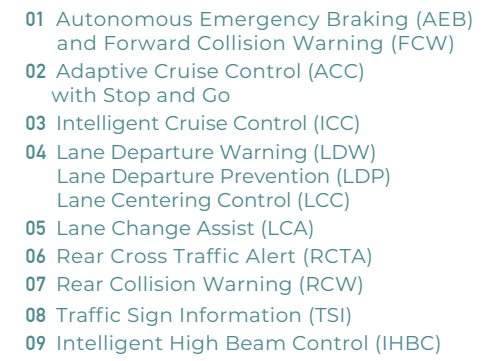 01 Autonomous Emergency Braking (AEB)
and Forward Collision Warning (FCW)
02 Adaptive Cruise Control (ACC)
with Stop and Go
03 Intelligent Cruise Control (ICC)
04 Lane Departure Warning (LDW)
Lane Departure Prevention (LDP)
Lane Centering Control (LCC)
05 Lane Change Assist (LCA)
06 Rear Cross Traffic Alert (RCTA)
07 Rear Collision Warning (RCW)
08 Traffic Sign Information (TSI)
09 Intelligent High Beam Control (IHBC)